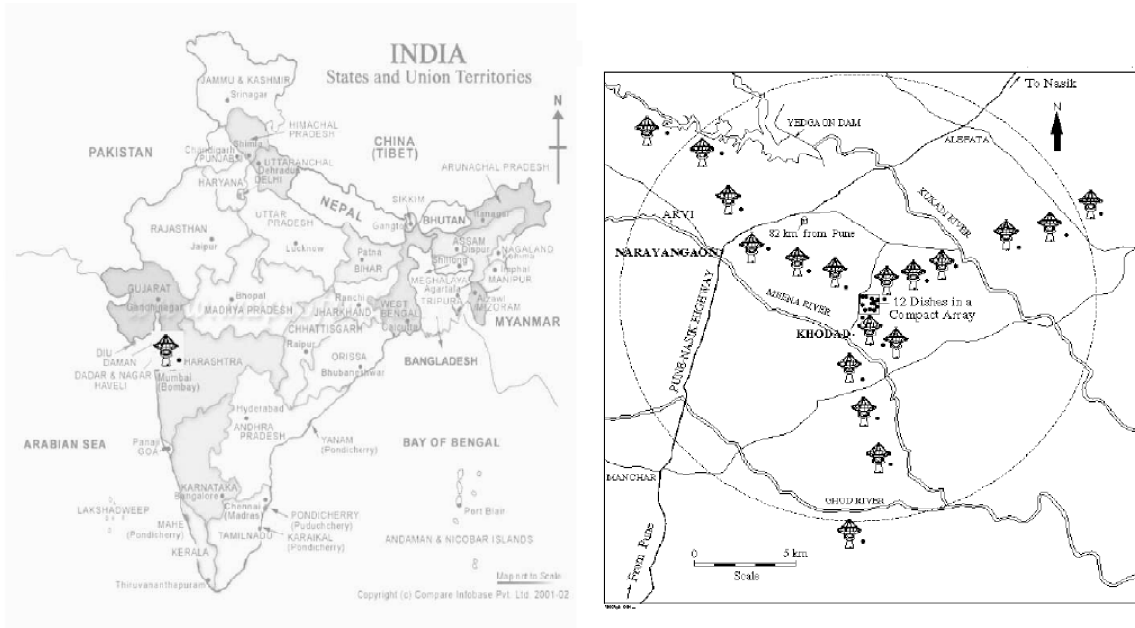 INDIA
States and Union Territories
N
JAMMU & KASHMIR
Srinagar
HIMACHAL
PRADESH
Shimla
Chandigarh
PUNJAB
UTTARANCHAL
Dehradun
DELHI
HARYANA
PAKISTAN
CHINA
(TIBET)
ARUNACHAL PRADESH
SIKKIM
NEPAL
BHUTAN
Gangtok
Itanagar
RAJASTHAN
Jaipur
UTTAR
PRADESH
Lucknow
ASSAM
Dispur
NAGALAND
Kohima
Patna
BIHAR
Shillong
Imphal
MANIPUR
MEGHALAYA
Agartala
TRIPURA
Aizawl
MIZORAM
GUJARAT
Gandhinagar
Bhopal
MADHYA PRADESH
Ranchi
JHARKHAND
WEST
BENGAL
Calcutta
CHHATTISGARH
Raipur
MYANMAR
BANGLADESH
DIU
DAMAN
DADAR & NAGAR
HAVELI
HARASHTRA
Mumbai
(Bombay)
ORISSA
Bhubaneshwar
Hyderabad
ANDHRA
PRADESH
ARABIAN SEA
Panaji
GOA
YANAM
(Pondicherry)
BAY OF BENGAL
KARNATAKA
Bangalore
Chennai
(Madras)
PONDICHERRY
(Puduchchery)
LAKSHADWEEP
MAHE
(Pondicherry)
TAMILNADU
KARAIKAL
(Pondicherry)
Port Blair
ANDAMAN & NICOBAR ISLANDS
KERALA
Thiruvananthapuram
Map not to Scale
Copyright (c) Compare Infobase Pvt. Ltd. 2001-02
To Nasik
N
YEDGAON DAM
ALEFATA
KUKADI RIVER
ARVI
82 km from Pune
NARAYANGAON
PUNE-NASIK HIGHWAY
MEENA RIVER
12 Dishes in a
Compact Array
KHODAD
MANCHAR
GHOD RIVER
From Pune
0 5 km
Scale